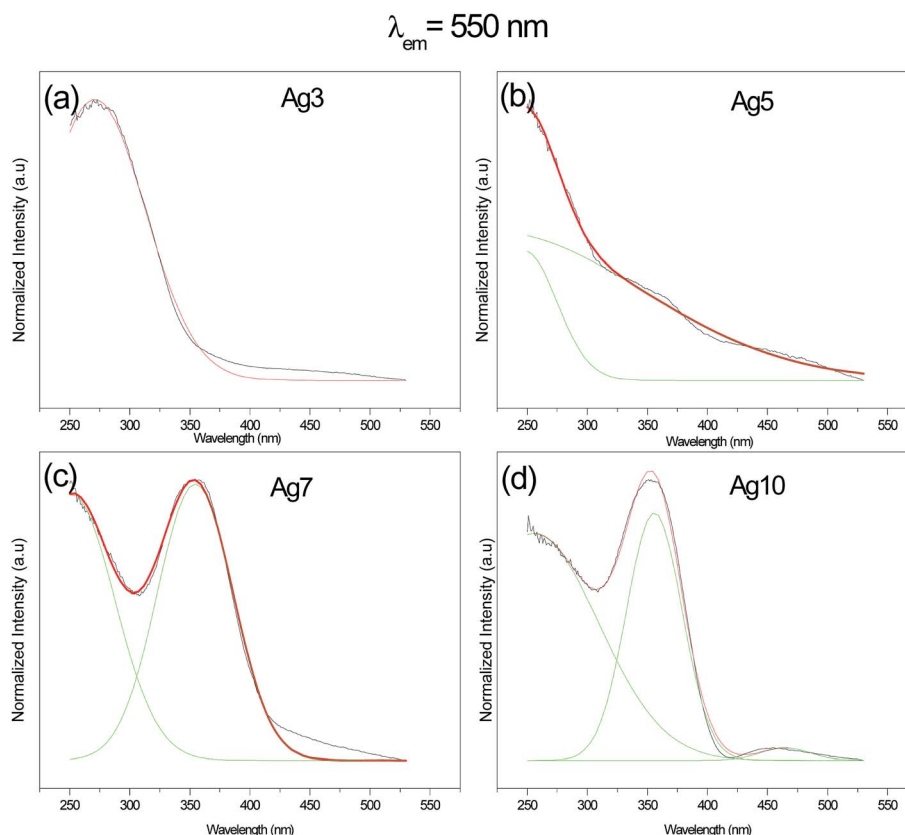 λem= 550 nm
(a)
Ag3
Normalized Intensity (a.u)
250 300 350 400 450 500 550
Wavelength (nm)
(b)
Ag5
Normalized Intensity (a.u)
250 300 350 400 450 500 550
Wavelength (nm)
(c)
Ag7
Normalized Intensity (a.u)
250 300 350 400 450 500 550
Wavelength (nm)
(d)
Ag10
Normalized Intensity (a.u)
250 300 350 400 450 500 550
Wavelength (nm)